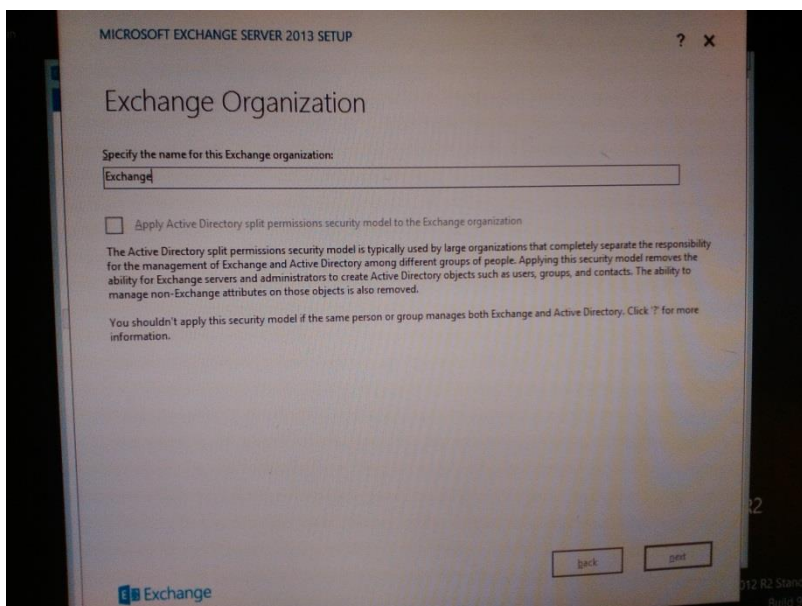 MICROSOFT EXCHANGE SERVER 2013 SETUP
? X
Exchange Organization
Specify the name for this Exchange organization:
Exchange
Apply Active Directory split permissions security model to the Exchange organization
The Active Directory split permissions security model is typically used by large organizations that completely separate the responsibility
for the management of Exchange and Active Directory among different groups of people. Applying this security model removes the
ability for Exchange servers and administrators to create Active Directory objects such as users, groups, and contacts. The ability to
manage non-Exchange attributes on those objects is also removed.
You shouldn't apply this security model if the same person or group manages both Exchange and Active Directory. Click '?' for more
information.
R2
back
next
E Exchange
012 R2 Stand
Build